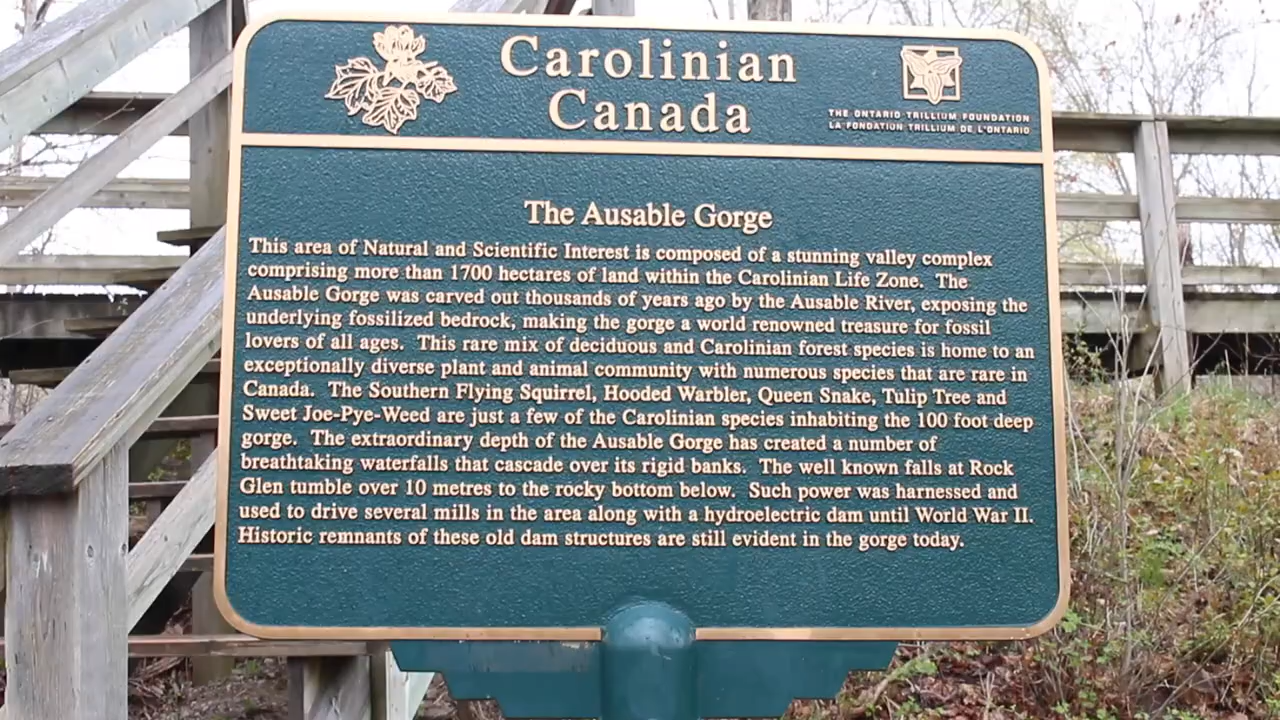 Carolinian
Canada
THE ONTARIO TRILLIUM FOUNDATION
LA FONDATION TRILLIUM DE L'ONTARIO
The Ausable Gorge
This area of Natural and Scientific Interest is composed of a stunning valley complex
comprising more than 1700 hectares of land within the Carolinian Life Zone. The
Ausable Gorge was carved out thousands of years ago by the Ausable River, exposing the
underlying fossilized bedrock, making the gorge a world renowned treasure for fossil
lovers of all ages. This rare mix of deciduous and Carolinian forest species is home to an
exceptionally diverse plant and animal community with numerous species that are rare in
Canada. The Southern Flying Squirrel, Hooded Warbler, Queen Snake, Tulip Tree and
Sweet Joe-Pye-Weed are just a few of the Carolinian species inhabiting the 100 foot deep
gorge. The extraordinary depth of the Ausable Gorge has created a number of
breathtaking waterfalls that cascade over its rigid banks. The well known falls at Rock
Glen tumble over 10 metres to the rocky bottom below. Such power was harnessed and
used to drive several mills in the area along with a hydroelectric dam until World War II.
Historic remnants of these old dam structures are still evident in the gorge today.